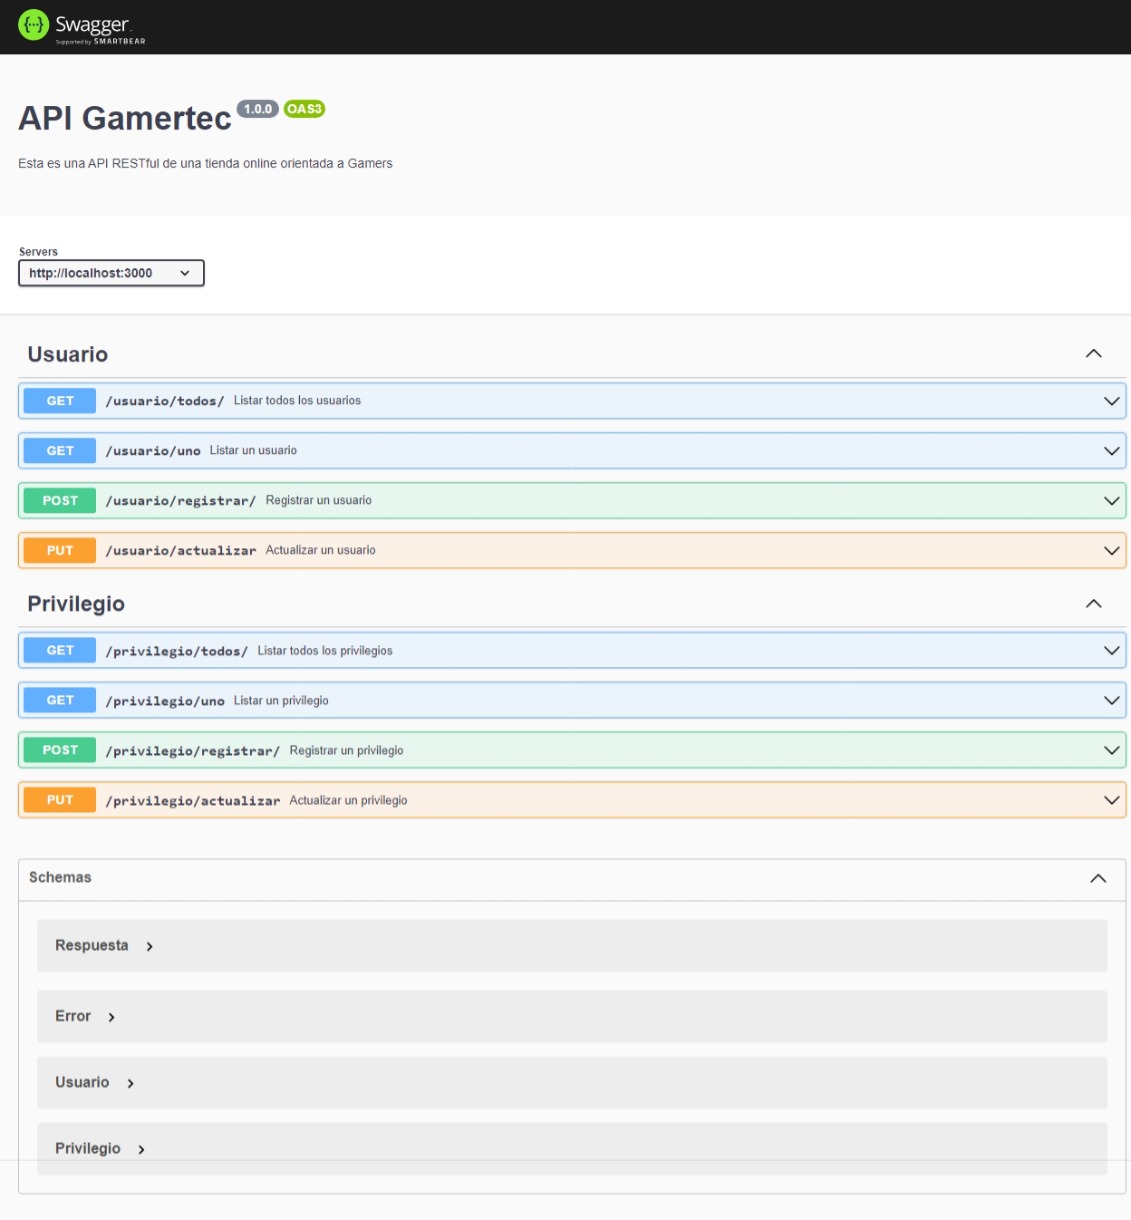 {···} Swagger.
Supported by SMARTBEAR
API Gamertec 1.0.0 OAS3
Esta es una API RESTful de una tienda online orientada a Gamers
Servers
http://localhost:3000
Usuario
GET /usuario/todos/ Listar todos los usuarios
GET /usuario/uno Listar un usuario
POST /usuario/registrar/ Registrar un usuario
PUT /usuario/actualizar Actualizar un usuario
Privilegio
GET /privilegio/todos/ Listar todos los privilegios
GET /privilegio/uno Listar un privilegio
POST /privilegio/registrar/ Registrar un privilegio
PUT /privilegio/actualizar Actualizar un privilegio
Schemas
Respuesta
Error
Usuario
Privilegio